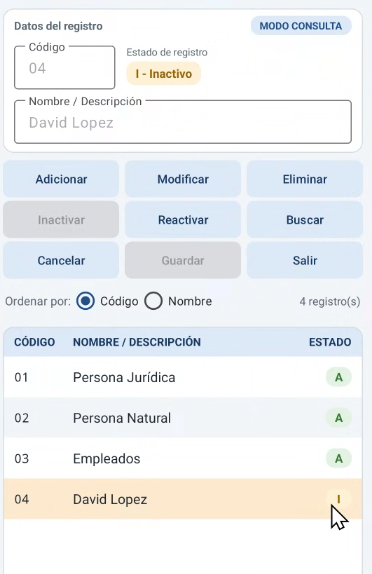 Datos del registro MODO CONSULTA
Código
04
Estado de registro
I - Inactivo
Nombre / Descripción
David Lopez
Adicionar Modificar Eliminar
Inactivar Reactivar Buscar
Cancelar Guardar Salir
Ordenar por: Código Nombre 4 registro(s)
CÓDIGO NOMBRE / DESCRIPCIÓN ESTADO
01 Persona Jurídica A
02 Persona Natural A
03 Empleados A
04 David Lopez I